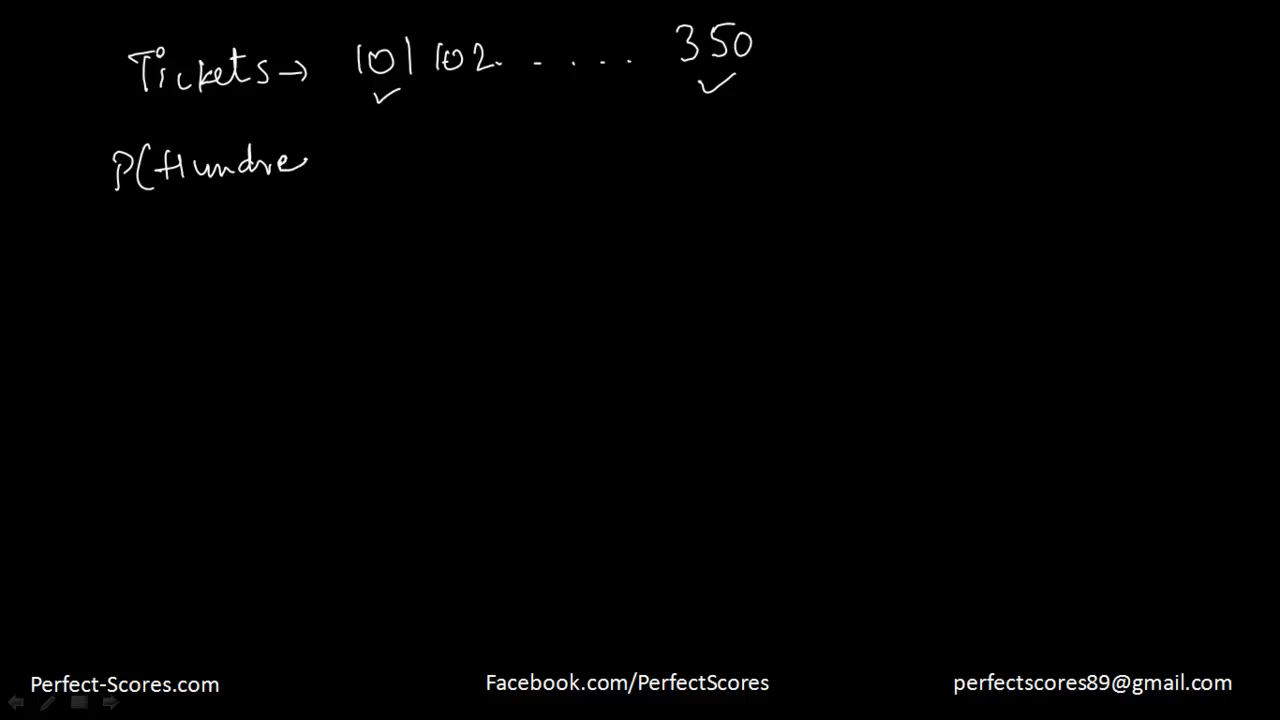 Tickets → 101 102. . . . . 350
P(Hundre
Perfect-Scores.com
Facebook.com/PerfectScores
perfectscores89@gmail.com